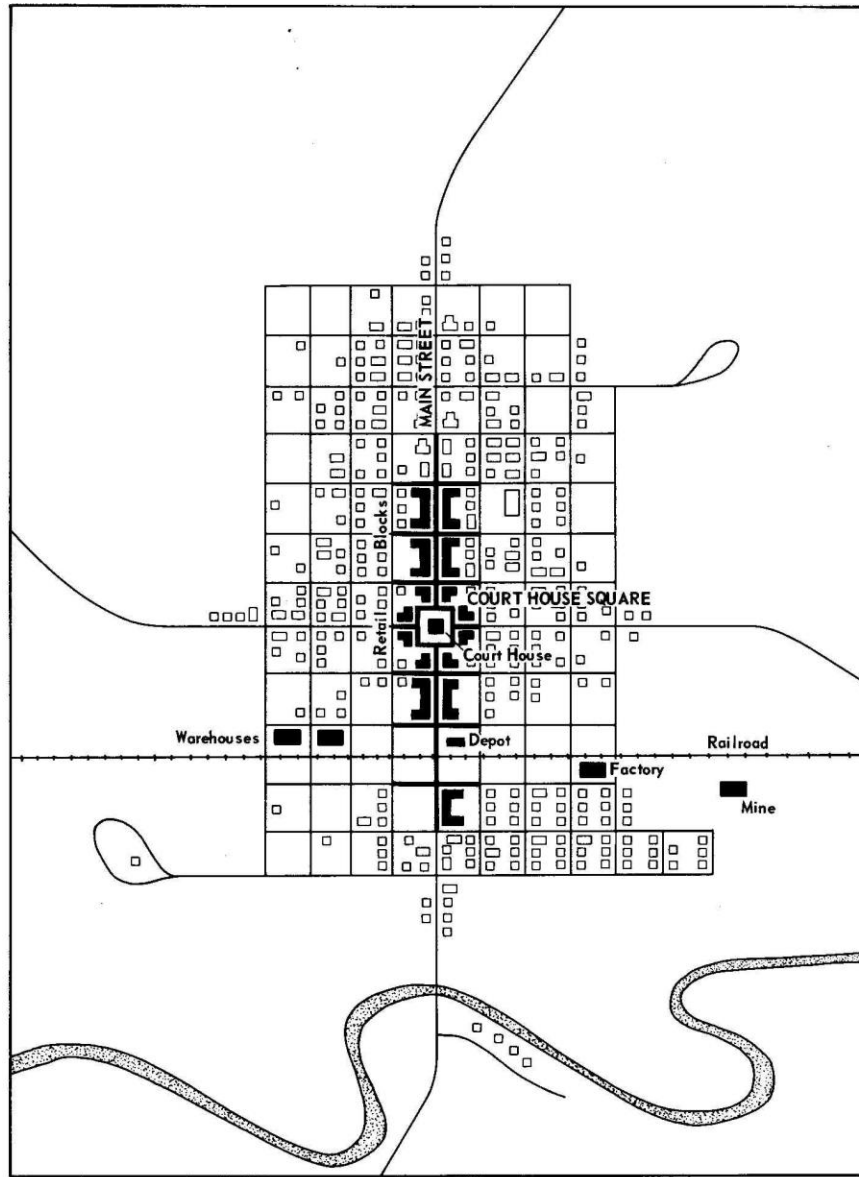 MAIN STREET
Retail Blocks
COURT HOUSE SQUARE
Court House
Warehouses
Depot
Railroad
Factory
Mine